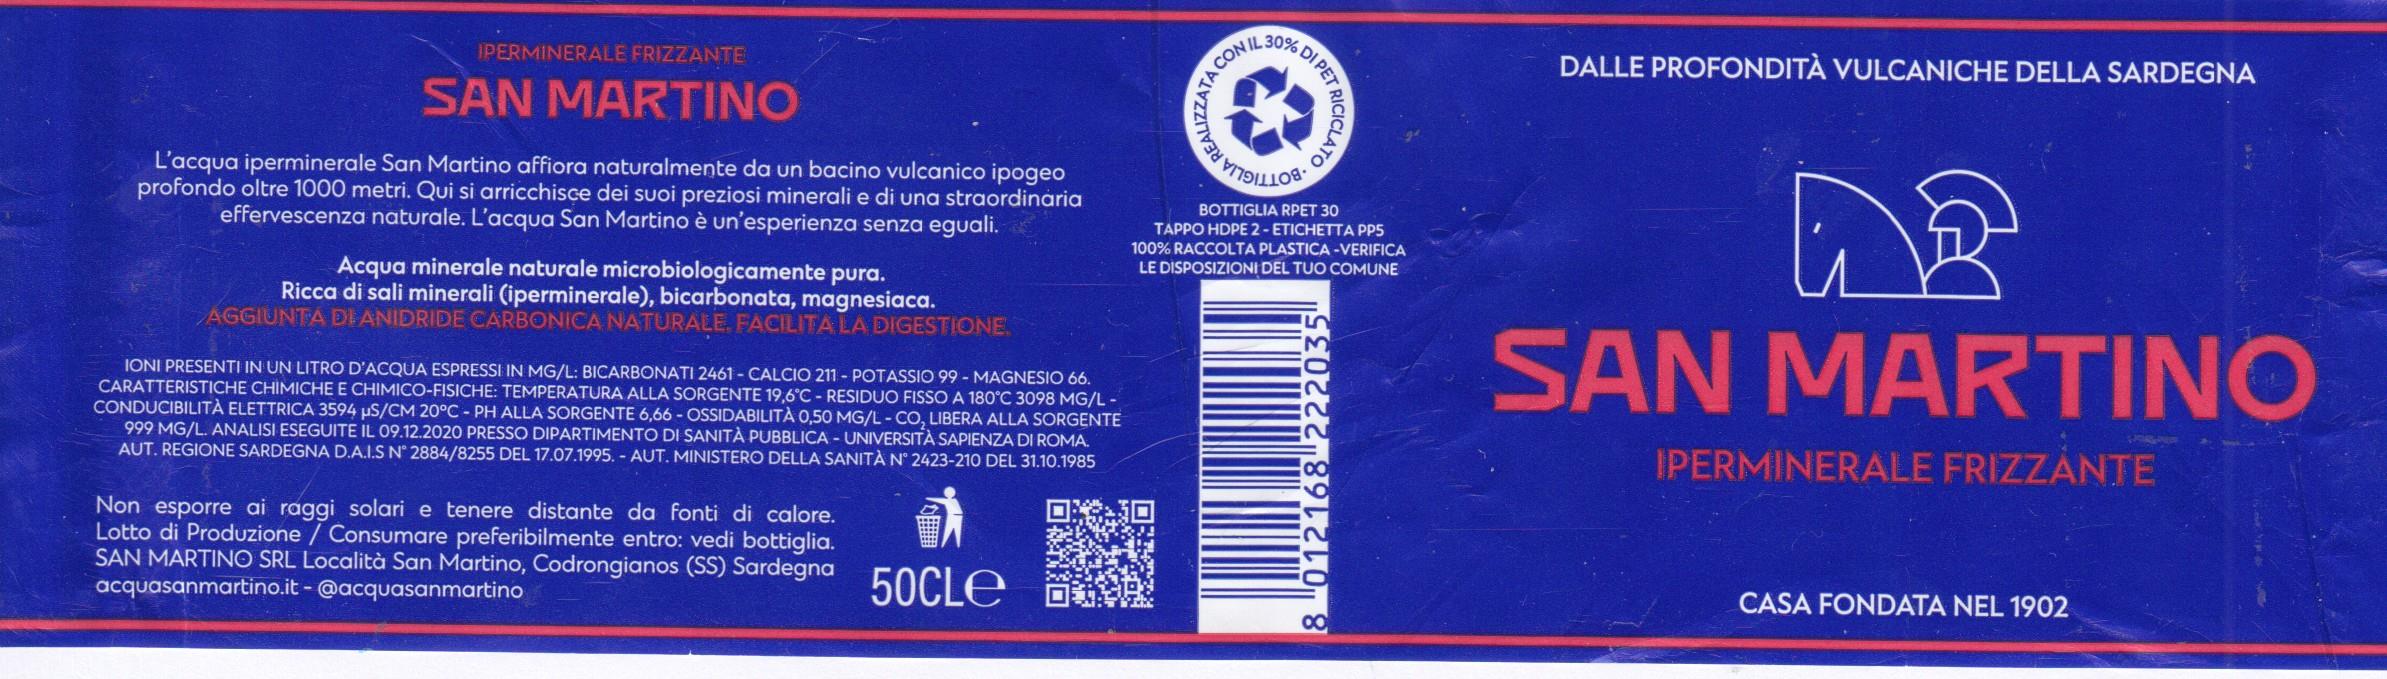 IPERMINERALE FRIZZANTE
SAN MARTINO
L'acqua iperminerale San Martino affiora naturalmente da un bacino vulcanico ipogeo
profondo oltre 1000 metri. Qui si arricchisce dei suoi preziosi minerali e di una straordinaria
effervescenza naturale. L'acqua San Martino è un'esperienza senza eguali.
Acqua minerale naturale microbiologicamente pura.
Ricca di sali minerali (iperminerale), bicarbonata, magnesiaca.
AGGIUNTA DI ANIDRIDE CARBONICA NATURALE. FACILITA LA DIGESTIONE.
IONI PRESENTI IN UN LITRO D'ACQUA ESPRESSI IN MG/L: BICARBONATI 2461 - CALCIO 211 - POTASSIO 99 - MAGNESIO 66.
CARATTERISTICHE CHIMICHE E CHIMICO-FISICHE: TEMPERATURA ALLA SORGENTE 19,6°C - RESIDUO FISSO A 180°C 3098 MG/L -
CONDUCIBILITÀ ELETTRICA 3594 µS/CM 20°C - PH ALLA SORGENTE 6,66 - OSSIDABILITÀ 0,50 MG/L - CO₂ LIBERA ALLA SORGENTE
999 MG/L. ANALISI ESEGUITE IL 09.12.2020 PRESSO DIPARTIMENTO DI SANITÀ PUBBLICA - UNIVERSITÀ SAPIENZA DI ROMA.
AUT. REGIONE SARDEGNA D.A.I.S N° 2884/8255 DEL 17.07.1995. - AUT. MINISTERO DELLA SANITÀ N° 2423-210 DEL 31.10.1985
Non esporre ai raggi solari e tenere distante da fonti di calore.
Lotto di Produzione / Consumare preferibilmente entro: vedi bottiglia.
SAN MARTINO SRL Località San Martino, Codrongianos (SS) Sardegna
acquasanmartino.it - @acquasanmartino
50CL℮
BOTTIGLIA REALIZZATA CON IL 30% DI PET RICICLATO •
BOTTIGLIA RPET 30
TAPPO HDPE 2 - ETICHETTA PP5
100% RACCOLTA PLASTICA -VERIFICA
LE DISPOSIZIONI DEL TUO COMUNE
8 012168 222035
DALLE PROFONDITÀ VULCANICHE DELLA SARDEGNA
SAN MARTINO
IPERMINERALE FRIZZANTE
CASA FONDATA NEL 1902